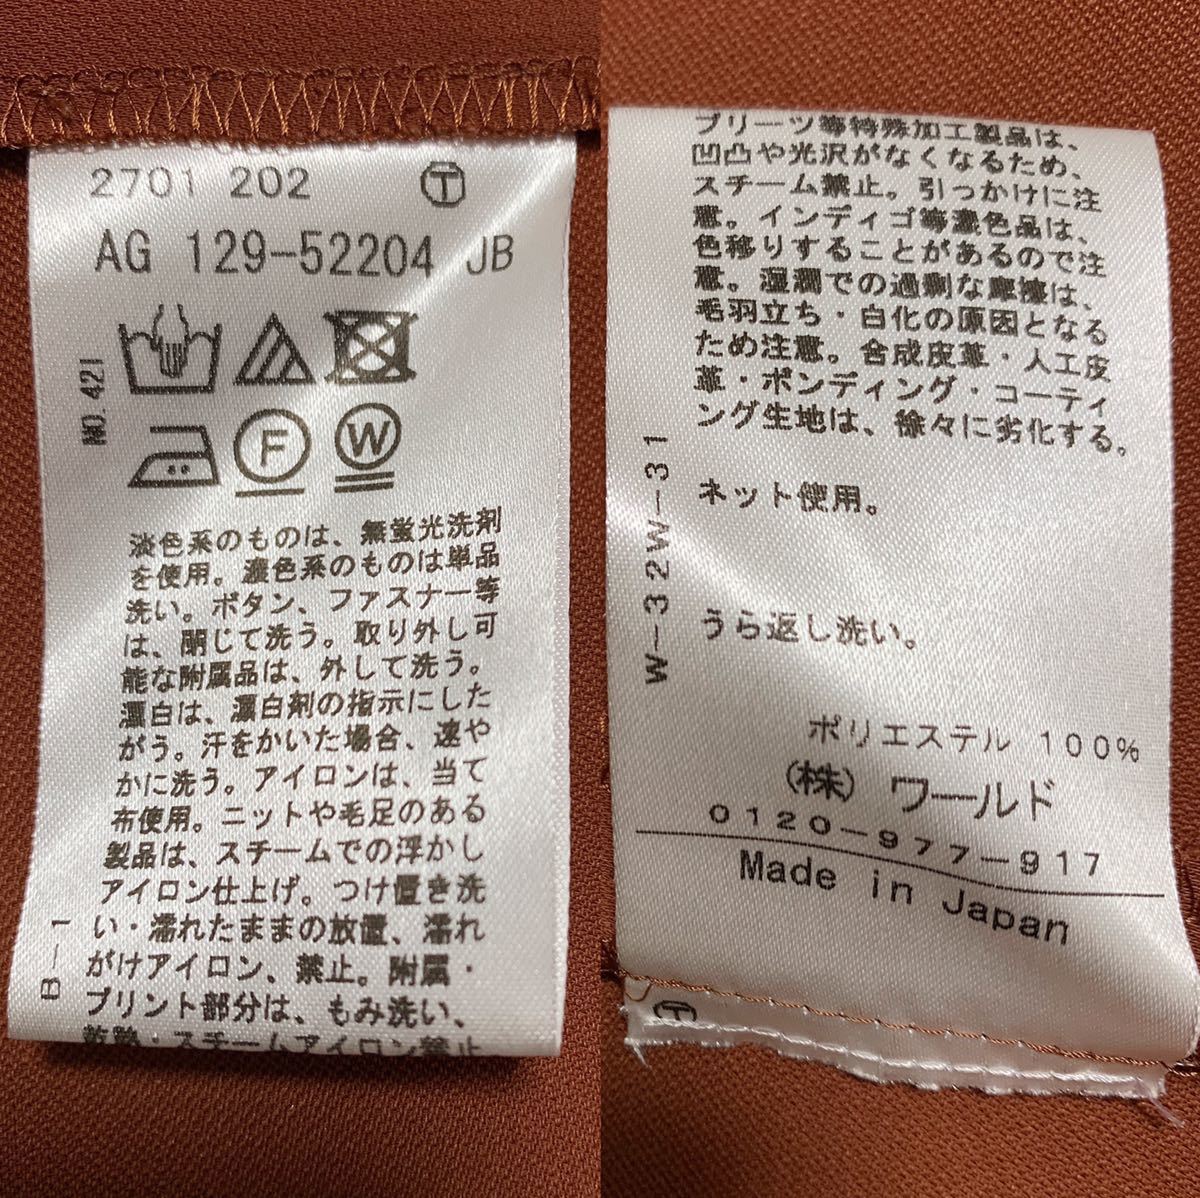 2701 202 T
AG 129-52204 JB
NO.421
F W
淡色系のものは、無蛍光洗剤
を使用。濃色系のものは単品
洗い。ボタン、ファスナー等
は、閉じて洗う。取り外し可
能な附属品は、外して洗う。
漂白は、漂白剤の指示にした
がう。汗をかいた場合、速や
かに洗う。アイロンは、当て
布使用。ニットや毛足のある
製品は、スチームでの浮かし
アイロン仕上げ。つけ置き洗
い・濡れたままの放置、濡れ
がけアイロン、禁止。附属・
プリント部分は、もみ洗い、
乾熱・スチームアイロン禁止
B-1
プリーツ等特殊加工製品は、
凹凸や光沢がなくなるため、
スチーム禁止。引っかけに注
意。インディゴ等濃色品は、
色移りすることがあるので注
意。湿潤での過剰な摩擦は、
毛羽立ち・白化の原因となる
ため注意。合成皮革・人工皮
革・ボンディング・コーティ
ング生地は、徐々に劣化する。
ネット使用。
うら返し洗い。
W-32W-31
ポリエステル 100%
(株) ワールド
0120-977-917
Made in Japan
T